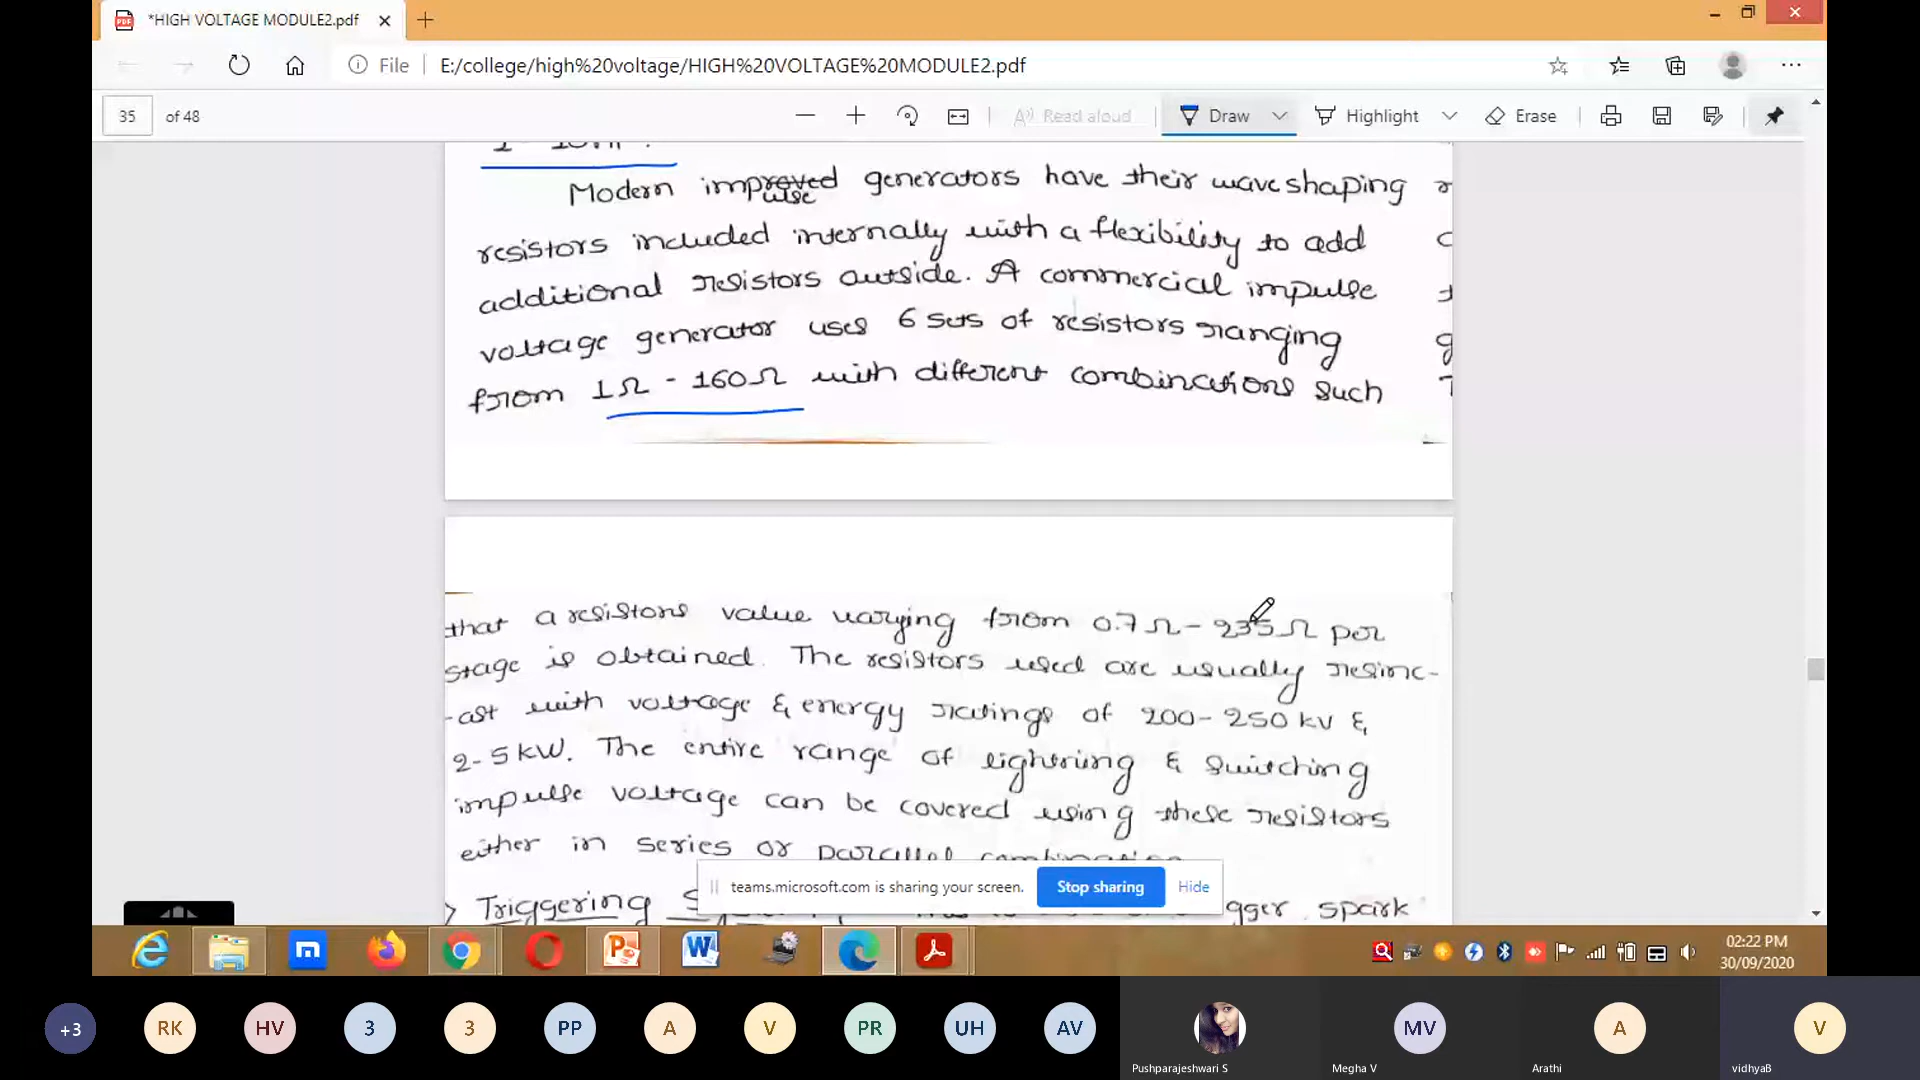 *HIGH VOLTAGE MODULE2.pdf
File E:/college/high%20voltage/HIGH%20VOLTAGE%20MODULE2.pdf
35 of 48 Read aloud Draw Highlight Erase
Modern impulse generators have their waveshaping
resistors included internally with a flexibility to add
additional resistors outside. A commercial impulse
voltage generator uses 6 sets of resistors ranging
from 1Ω - 160Ω with different combinations such
that a resistors value varying from 0.7Ω - 235Ω per
stage is obtained. The resistors used are usually resinc-
-ast with voltage & energy ratings of 200-250 kV &
2-5 kW. The entire range of lightning & switching
impulse voltage can be covered using these resistors
either in series or parallel combination
teams.microsoft.com is sharing your screen. Stop sharing Hide
Triggering gger spark
02:22 PM
30/09/2020
+3 RK HV 3 3 PP A V PR UH AV MV A V
Pushparajeshwari S Megha V Arathi vidhyaB